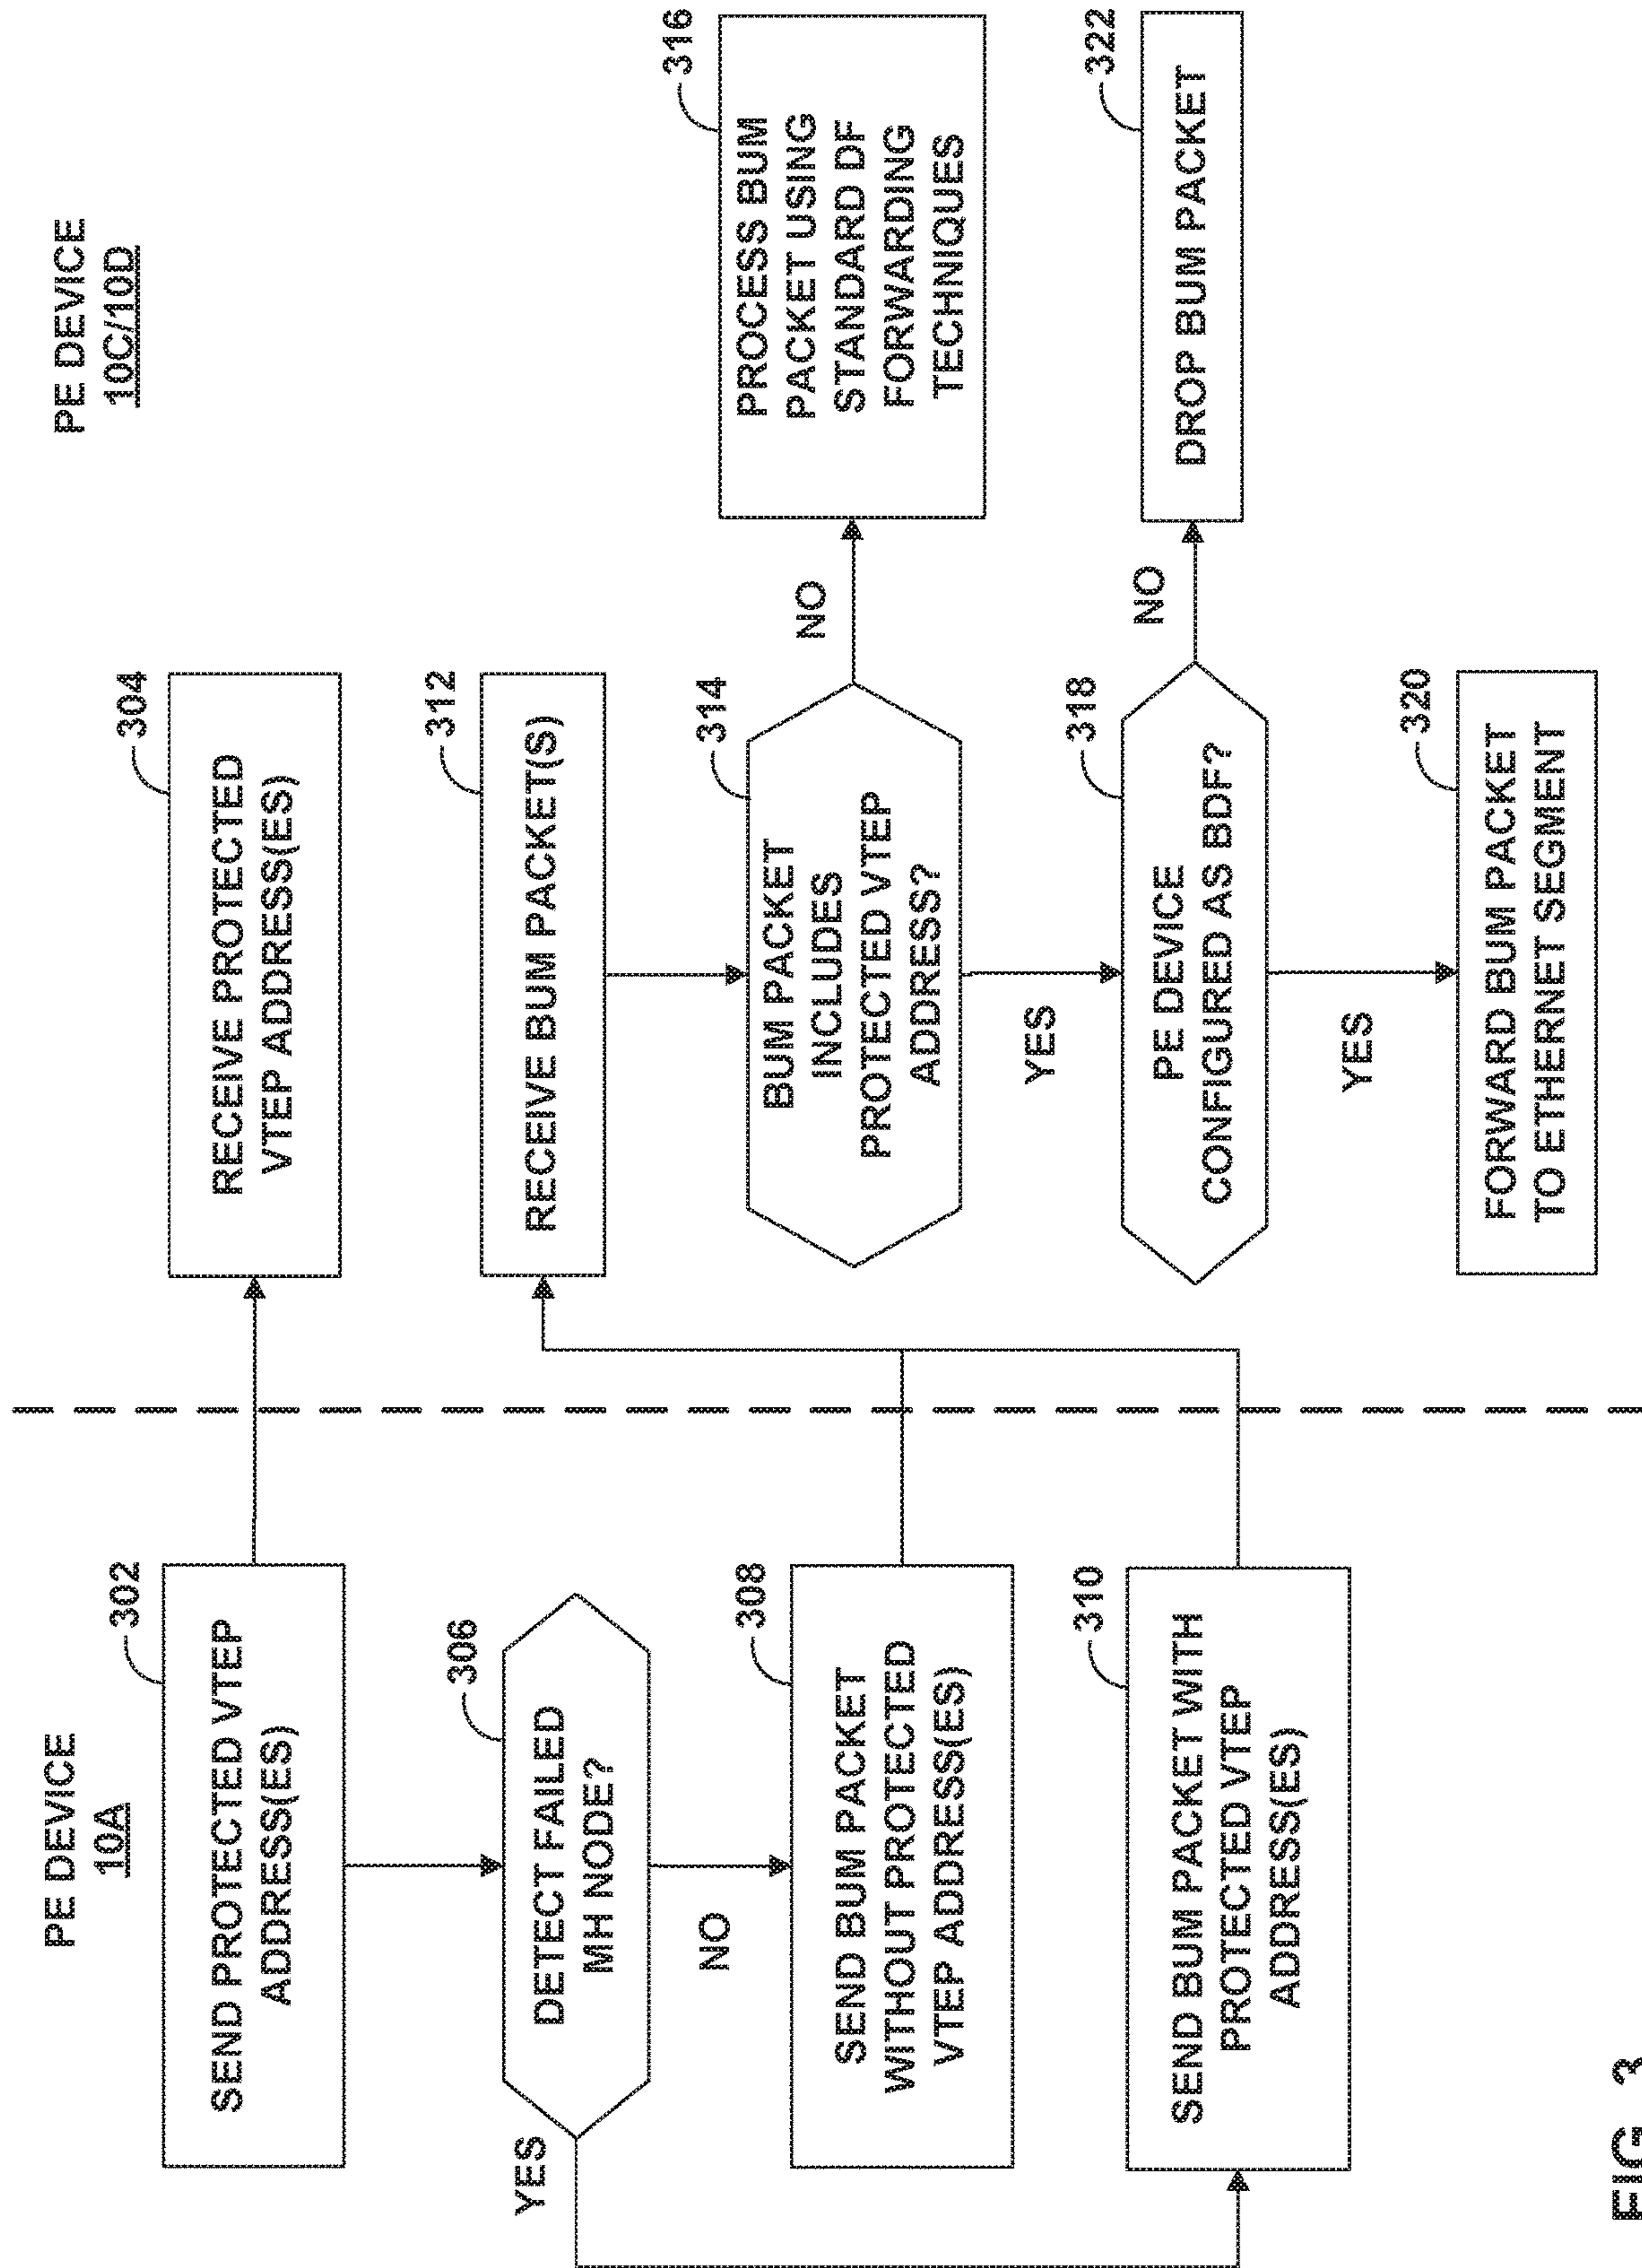 PE DEVICE
10A
PE DEVICE
10C/10D
302
SEND PROTECTED VTEP
ADDRESS(ES)
304
RECEIVE PROTECTED
VTEP ADDRESS(ES)
306
DETECT FAILED
MH NODE?
YES
NO
308
SEND BUM PACKET
WITHOUT PROTECTED
VTEP ADDRESS(ES)
310
SEND BUM PACKET WITH
PROTECTED VTEP
ADDRESS(ES)
312
RECEIVE BUM PACKET(S)
314
BUM PACKET
INCLUDES
PROTECTED VTEP
ADDRESS?
NO
YES
316
PROCESS BUM
PACKET USING
STANDARD DF
FORWARDING
TECHNIQUES
318
PE DEVICE
CONFIGURED AS BDF?
NO
YES
322
DROP BUM PACKET
320
FORWARD BUM PACKET
TO ETHERNET SEGMENT
FIG. 3